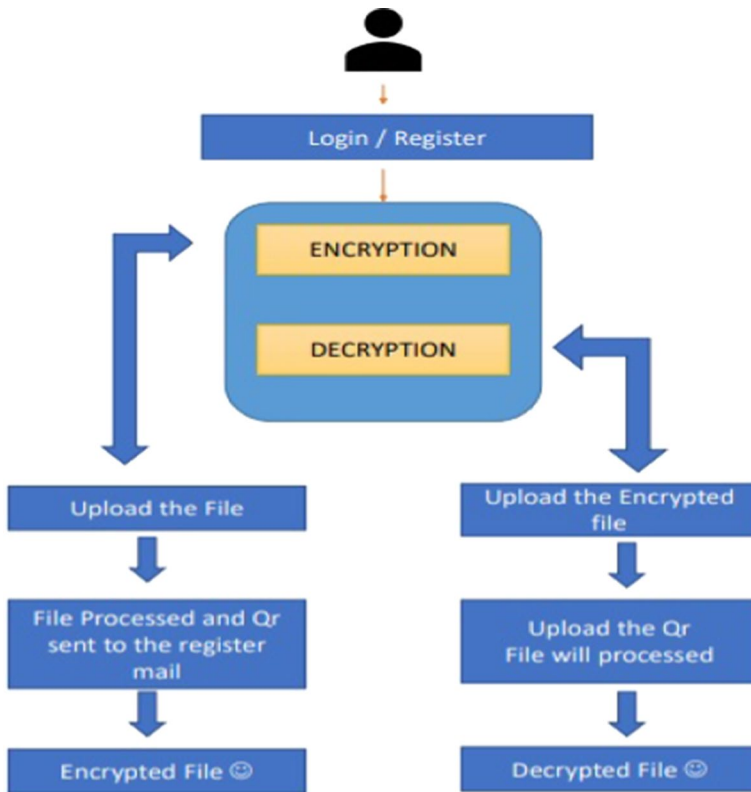 Login / Register
ENCRYPTION
DECRYPTION
Upload the File
File Processed and Qr
sent to the register
mail
Encrypted File ☺
Upload the Encrypted
file
Upload the Qr
File will processed
Decrypted File ☺